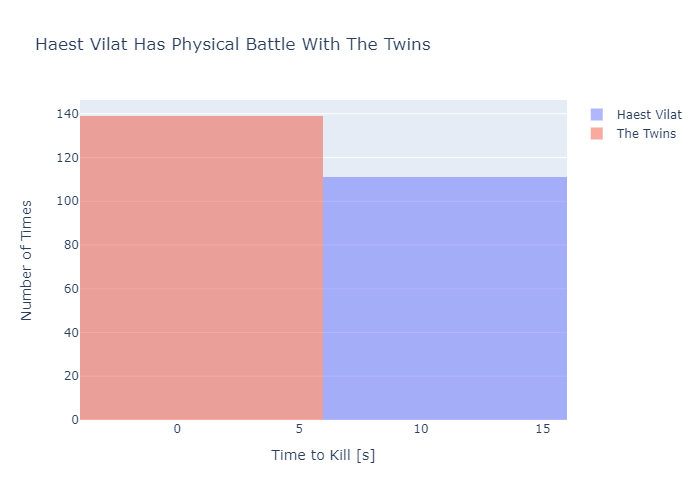 Haest Vilat Has Physical Battle With The Twins
Haest Vilat
The Twins
Number of Times
140
120
100
80
60
40
20
0
0
5
10
15
Time to Kill [s]